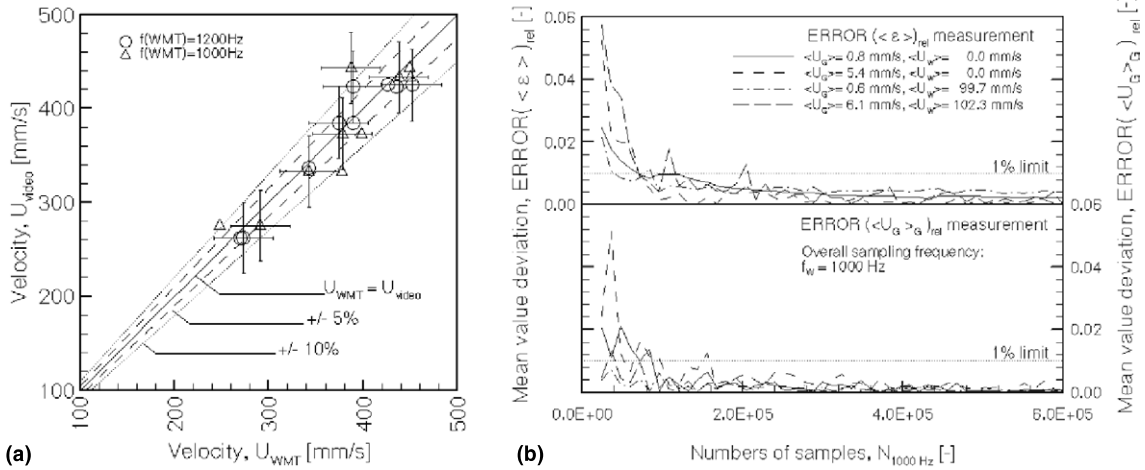 500
400
300
200
100
Velocity, U_video [mm/s]
f(WMT)=1200Hz
f(WMT)=1000Hz
U_WMT = U_video
+/- 5%
+/- 10%
100
200
300
400
500
Velocity, U_WMT [mm/s]
(a)
Mean value deviation, ERROR( < ε > )_rel [-]
0.06
0.04
0.02
0.00
ERROR (< ε >)_rel measurement
<U_G>= 0.8 mm/s, <U_W>= 0.0 mm/s
<U_G>= 5.4 mm/s, <U_W>= 0.0 mm/s
<U_G>= 0.6 mm/s, <U_W>= 99.7 mm/s
<U_G>= 6.1 mm/s, <U_W>= 102.3 mm/s
1% limit
ERROR (<U_G >_G )_rel measurement
Overall sampling frequency:
f_W = 1000 Hz
1% limit
0.06
0.04
0.02
0.00
Mean value deviation, ERROR( <U_G>_G )_rel [-]
0.0E+00
2.0E+05
4.0E+05
6.0E+05
Numbers of samples, N_1000 Hz [-]
(b)